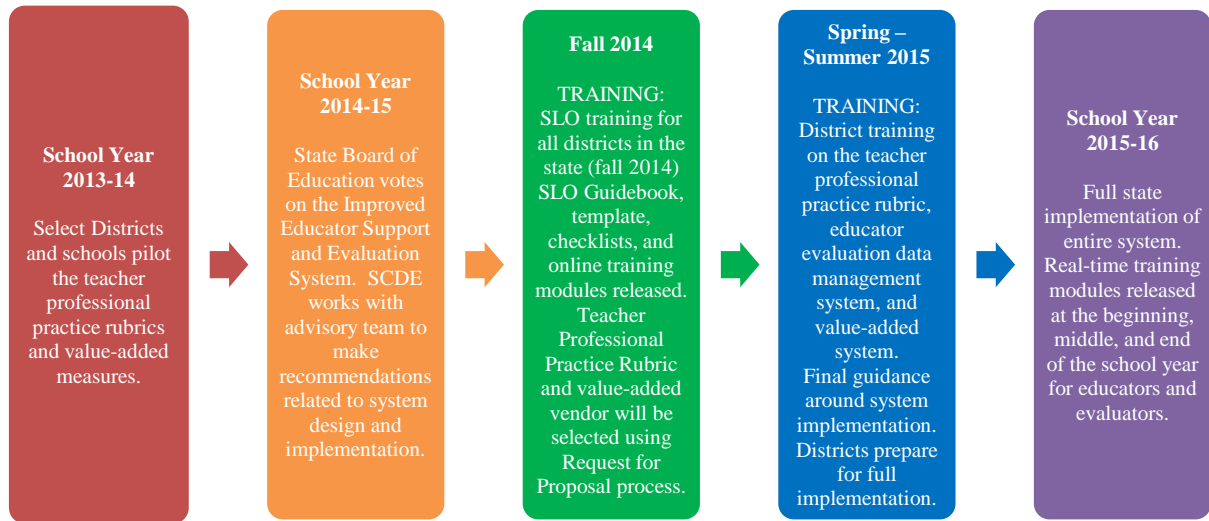 School Year
2013-14
Select Districts
and schools pilot
the teacher
professional
practice rubrics
and value-added
measures.
School Year
2014-15
State Board of
Education votes
on the Improved
Educator Support
and Evaluation
System.  SCDE
works with
advisory team to
make
recommendations
related to system
design and
implementation.
Fall 2014
TRAINING:
SLO training for
all districts in the
state (fall 2014)
SLO Guidebook,
template,
checklists, and
online training
modules released.
Teacher
Professional
Practice Rubric
and value-added
vendor will be
selected using
Request for
Proposal process.
Spring –
Summer 2015
TRAINING:
District training
on the teacher
professional
practice rubric,
educator
evaluation data
management
system, and
value-added
system.
Final guidance
around system
implementation.
Districts prepare
for full
implementation.
School Year
2015-16
Full state
implementation of
entire system.
Real-time training
modules released
at the beginning,
middle, and end
of the school year
for educators and
evaluators.